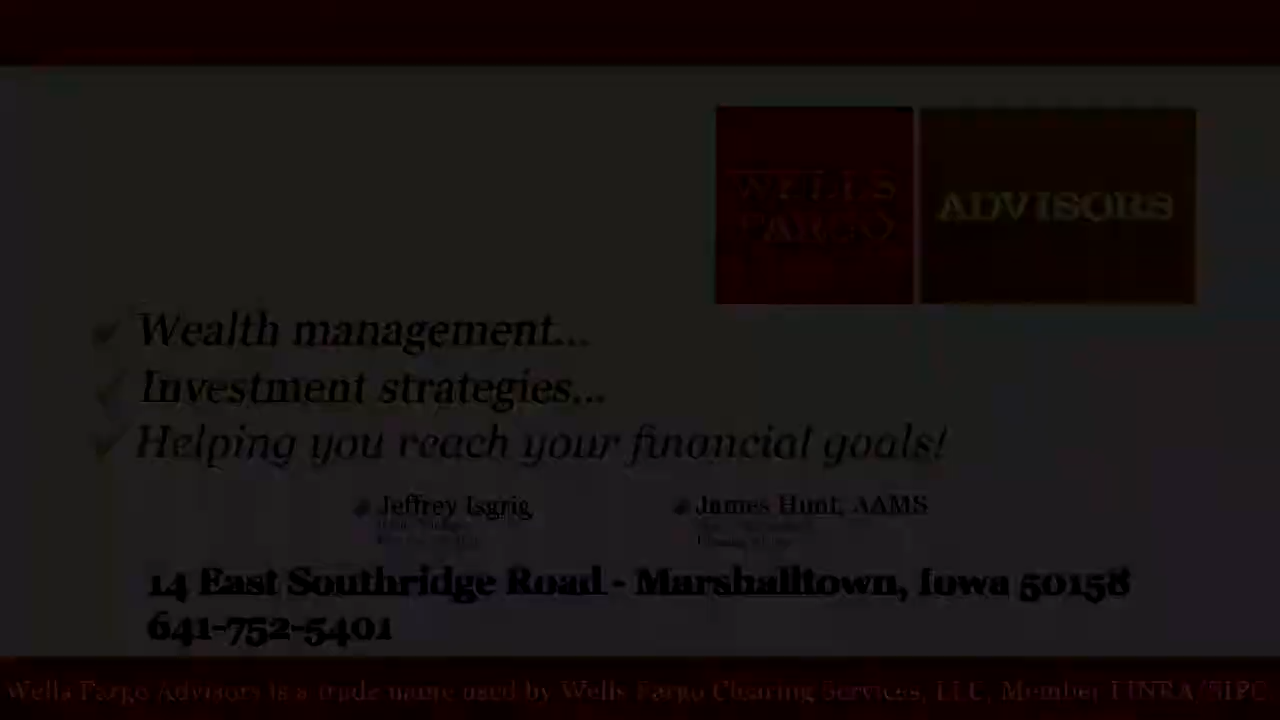 WELLS
FARGO
ADVISORS
Wealth management...
Investment strategies...
Helping you reach your financial goals!
Jeffrey Isgrig
James Hunt, AAMS
14 East Southridge Road - Marshalltown, Iowa 50158
641-752-5401
Wells Fargo Advisors is a trade name used by Wells Fargo Clearing Services, LLC, Member FINRA/SIPC